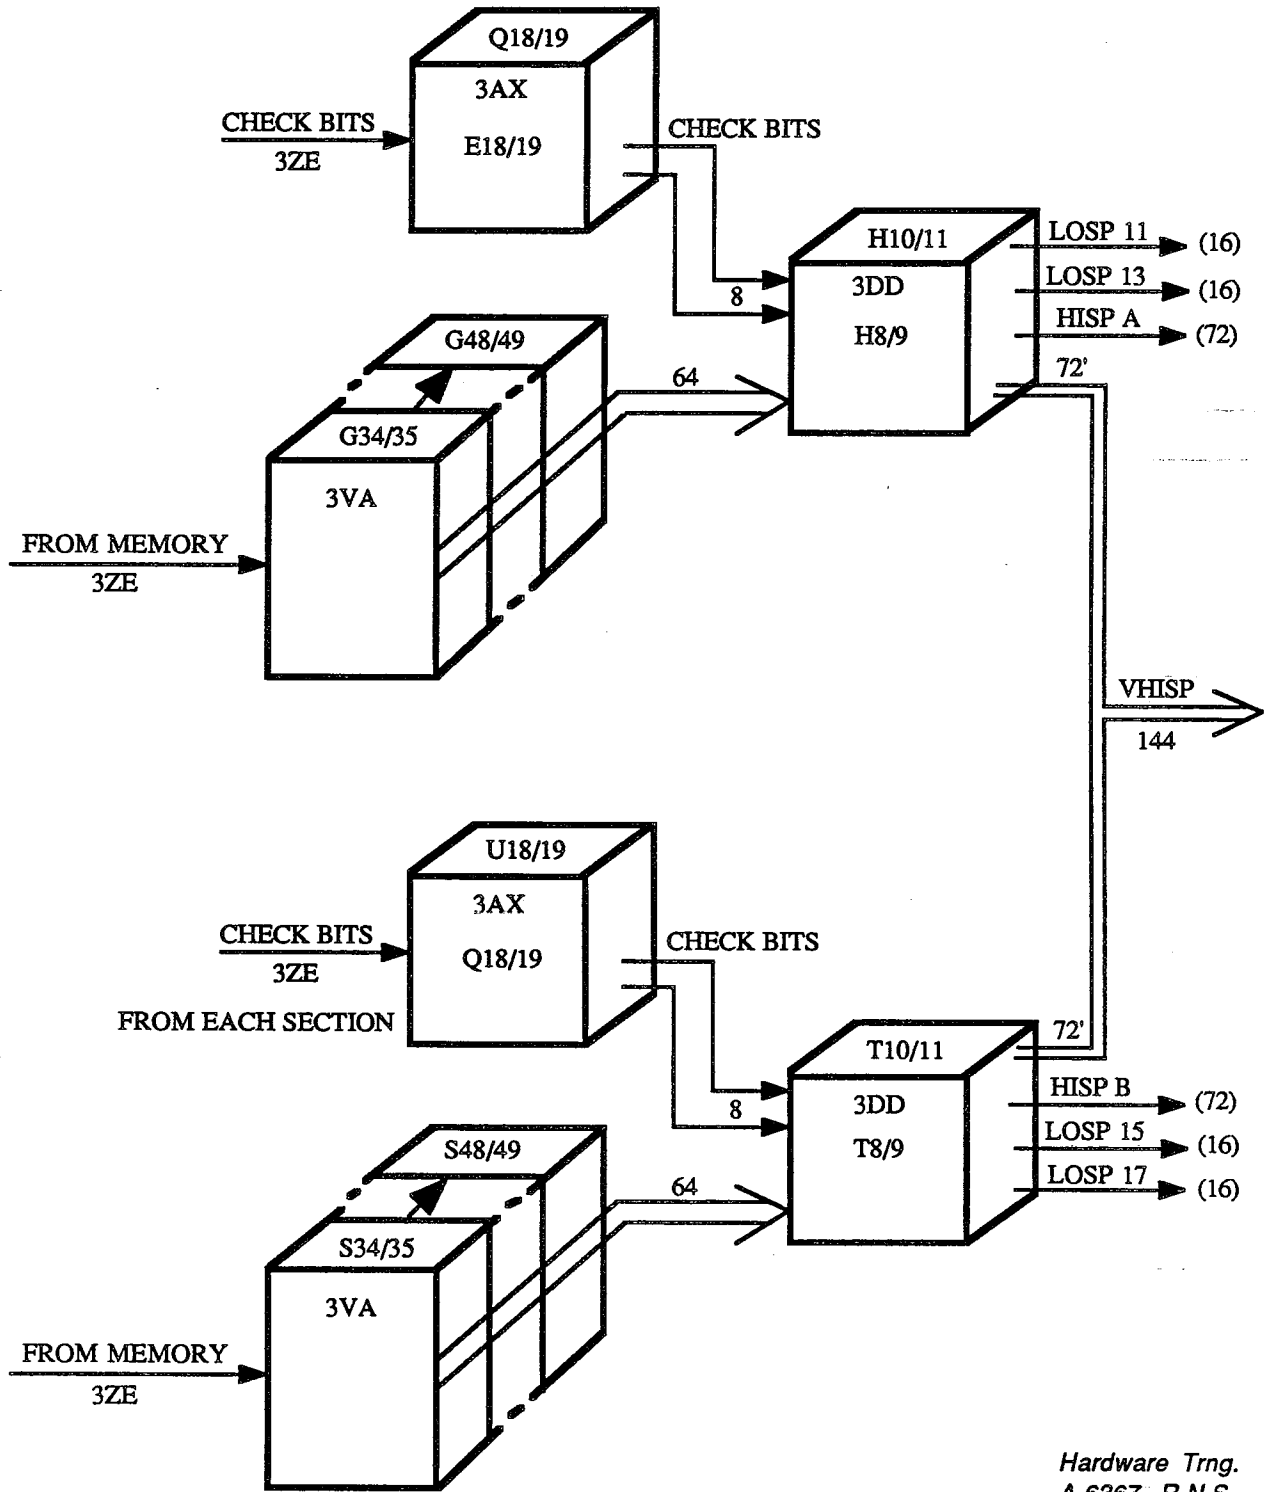 Q18/19
3AX
E18/19
CHECK BITS
3ZE
CHECK BITS
8
H10/11
3DD
H8/9
LOSP 11 (16)
LOSP 13 (16)
HISP A (72)
72'
G48/49
G34/35
3VA
64
FROM MEMORY
3ZE
VHISP
144
U18/19
3AX
Q18/19
CHECK BITS
3ZE
FROM EACH SECTION
CHECK BITS
8
T10/11
3DD
T8/9
72'
HISP B (72)
LOSP 15 (16)
LOSP 17 (16)
S48/49
S34/35
3VA
64
FROM MEMORY
3ZE
Hardware Trng.